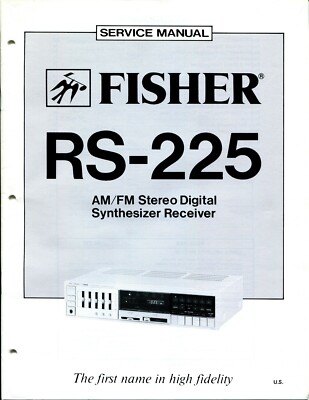 SERVICE MANUAL
FISHER®
RS-225
AM/FM Stereo Digital
Synthesizer Receiver
The first name in high fidelity
U.S.